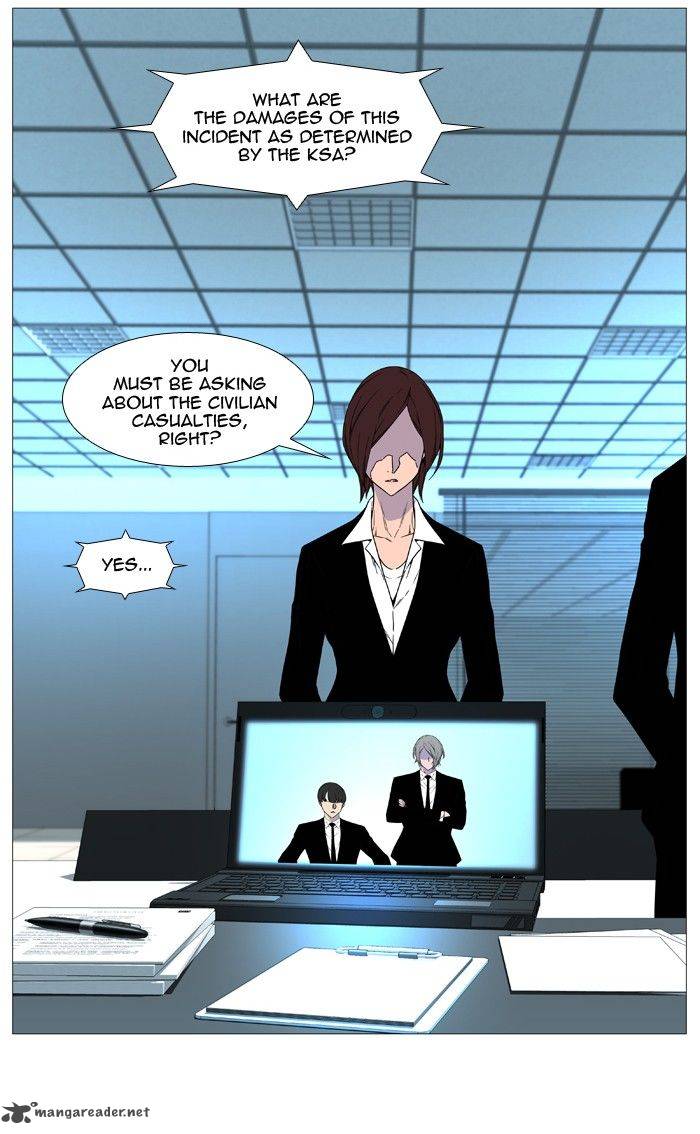 WHAT ARE
THE DAMAGES OF THIS
INCIDENT AS DETERMINED
BY THE KSA?
YOU
MUST BE ASKING
ABOUT THE CIVILIAN
CASUALTIES,
RIGHT?
YES...
mangareader.net